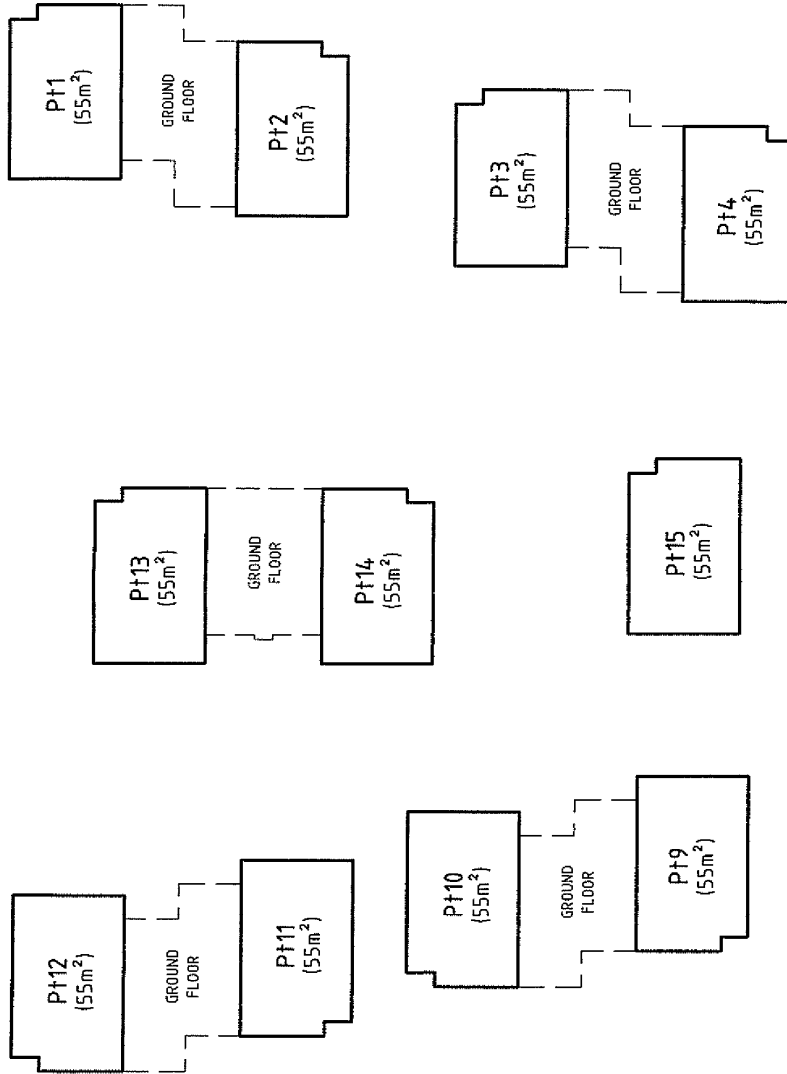 Pt1
(55m²)
GROUND
FLOOR
Pt2
(55m²)
Pt3
(55m²)
GROUND
FLOOR
Pt4
(55m²)
Pt13
(55m²)
GROUND
FLOOR
Pt14
(55m²)
Pt15
(55m²)
Pt12
(55m²)
GROUND
FLOOR
Pt11
(55m²)
Pt10
(55m²)
GROUND
FLOOR
Pt9
(55m²)